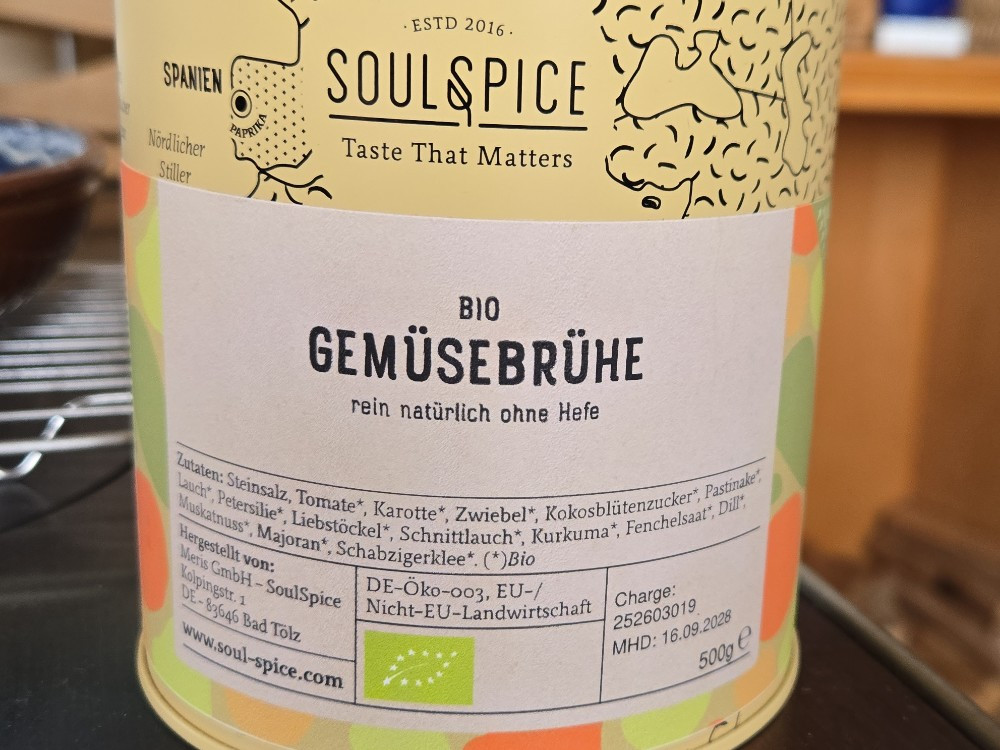 · ESTD 2016 ·
SOULSPICE
Taste That Matters
SPANIEN
PAPRIKA
Nördlicher
Stiller
BIO
GEMÜSEBRÜHE
rein natürlich ohne Hefe
Zutaten: Steinsalz, Tomate*, Karotte*, Zwiebel*, Kokosblütenzucker*, Pastinake*,
Lauch*, Petersilie*, Liebstöckel*, Schnittlauch*, Kurkuma*, Fenchelsaat*, Dill*,
Muskatnuss*, Majoran*, Schabzigerklee*. (*)Bio
Hergestellt von:
Meris GmbH – SoulSpice
Kolpingstr. 1
DE - 83646 Bad Tölz
www.soul-spice.com
DE-Öko-003, EU-/
Nicht-EU-Landwirtschaft
Charge:
252603019
MHD: 16.09.2028
500g ℮